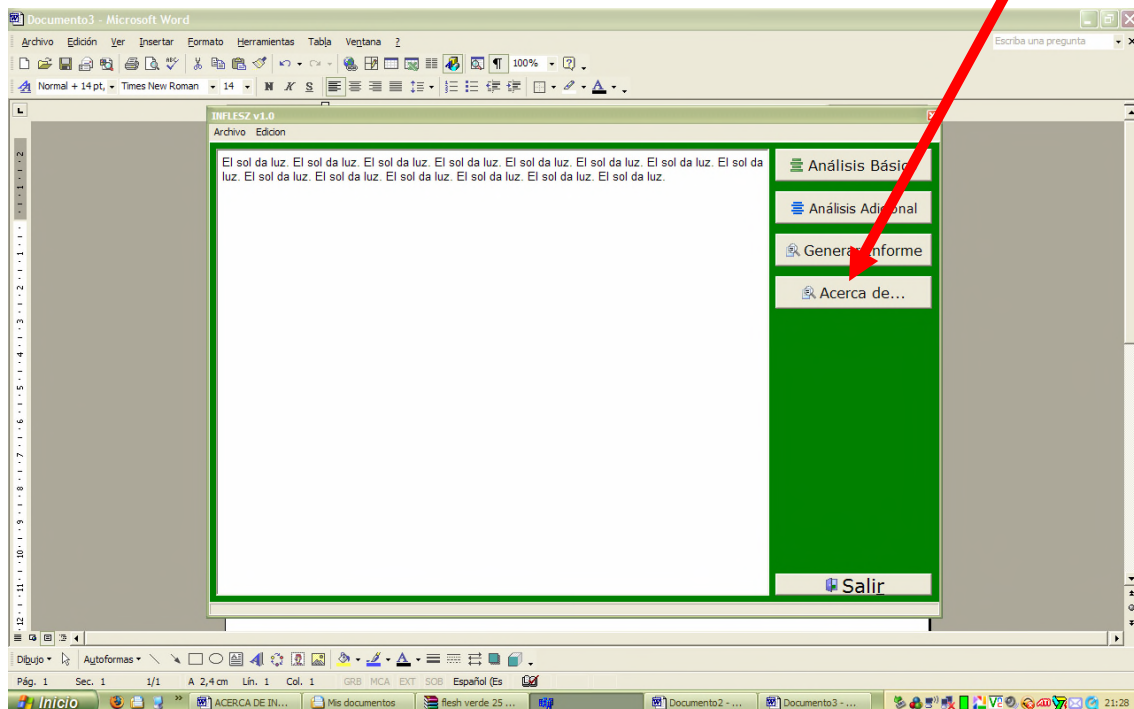 Documento3 - Microsoft Word
Archivo Edición Ver Insertar Formato Herramientas Tabla Ventana ?
Escriba una pregunta
100%
Normal + 14 pt, Times New Roman 14 N K S
INFLESZ v1.0
Archivo Edicion
El sol da luz. El sol da luz. El sol da luz. El sol da luz. El sol da luz. El sol da luz. El sol da luz. El sol da
luz. El sol da luz. El sol da luz. El sol da luz. El sol da luz. El sol da luz. El sol da luz.
Análisis Básico
Análisis Adicional
Generar Informe
Acerca de...
Salir
Dibujo Autoformas
Pág. 1 Sec. 1 1/1 A 2,4 cm Lín. 1 Col. 1 GRB MCA EXT SOB Español (Es
Inicio ACERCA DE IN... Mis documentos flesh verde 25 ... Documento2 - ... Documento3 - ... 21:28